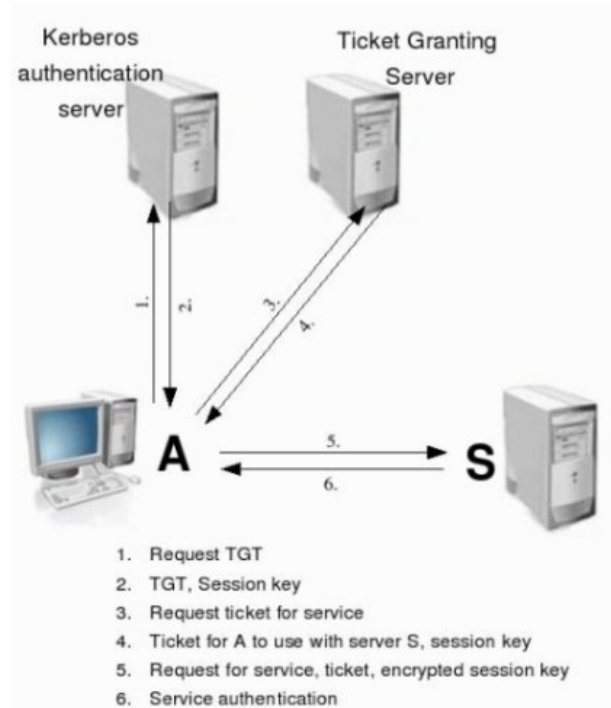 Kerberos
authentication
server
Ticket Granting
Server
1.
2.
3.
4.
A
5.
S
6.
1. Request TGT
2. TGT, Session key
3. Request ticket for service
4. Ticket for A to use with server S, session key
5. Request for service, ticket, encrypted session key
6. Service authentication